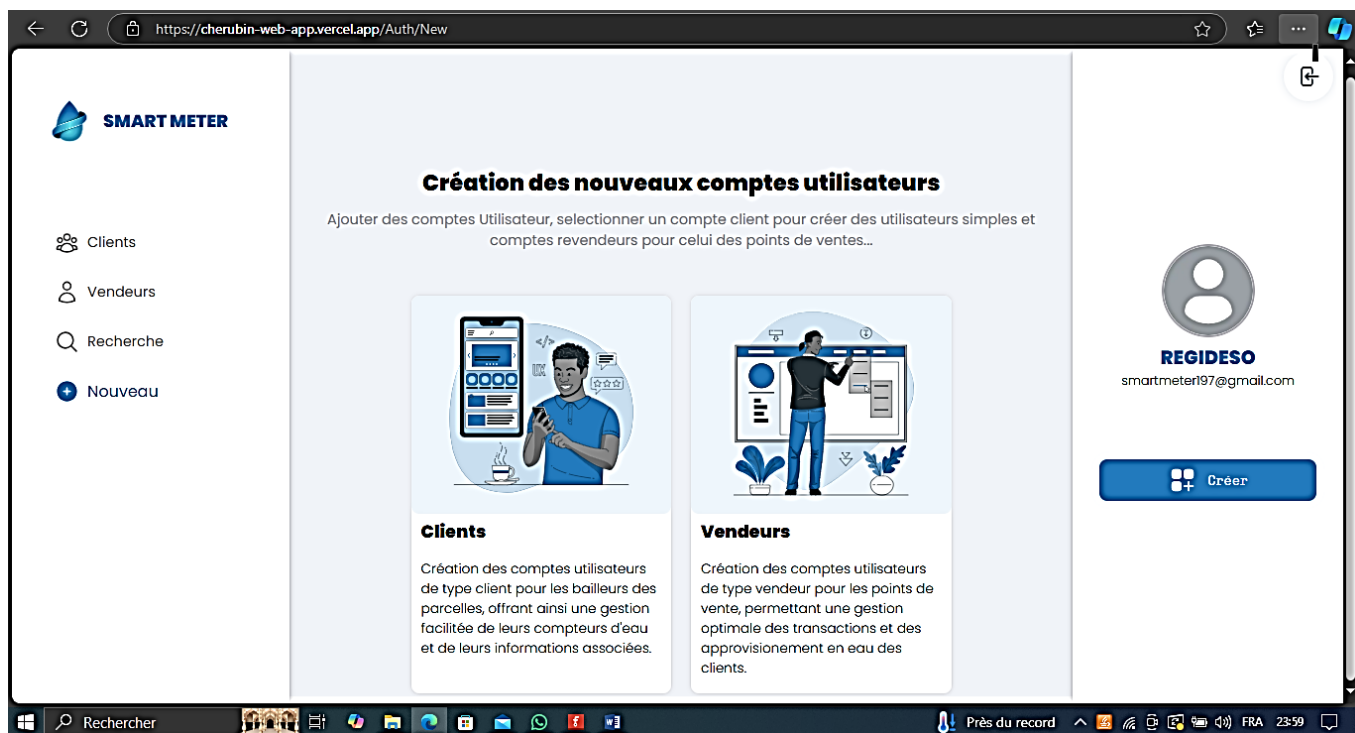 https://cherubin-web-app.vercel.app/Auth/New
SMART METER
Clients
Vendeurs
Recherche
Nouveau
Création des nouveaux comptes utilisateurs
Ajouter des comptes Utilisateur, selectionner un compte client pour créer des utilisateurs simples et
comptes revendeurs pour celui des points de ventes...
</>
UX
Clients
Création des comptes utilisateurs
de type client pour les bailleurs des
parcelles, offrant ainsi une gestion
facilitée de leurs compteurs d'eau
et de leurs informations associées.
Vendeurs
Création des comptes utilisateurs
de type vendeur pour les points de
vente, permettant une gestion
optimale des transactions et des
approvisionement en eau des
clients.
REGIDESO
smartmeter197@gmail.com
Créer
Rechercher
Près du record
FRA
23:59